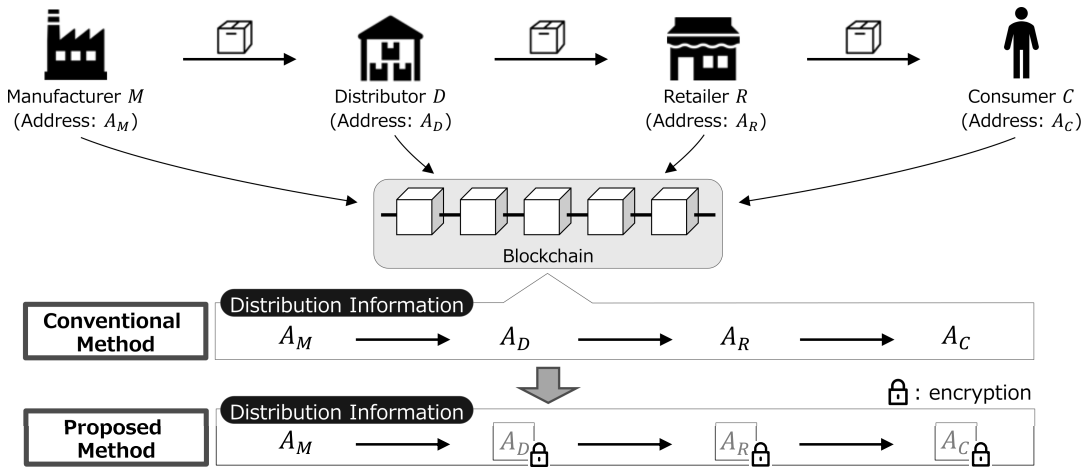 Manufacturer M
(Address: A_M)
Distributor D
(Address: A_D)
Retailer R
(Address: A_R)
Consumer C
(Address: A_C)
Blockchain
Conventional
Method
Distribution Information
A_M
A_D
A_R
A_C
: encryption
Proposed
Method
Distribution Information
A_M
A_D
A_R
A_C